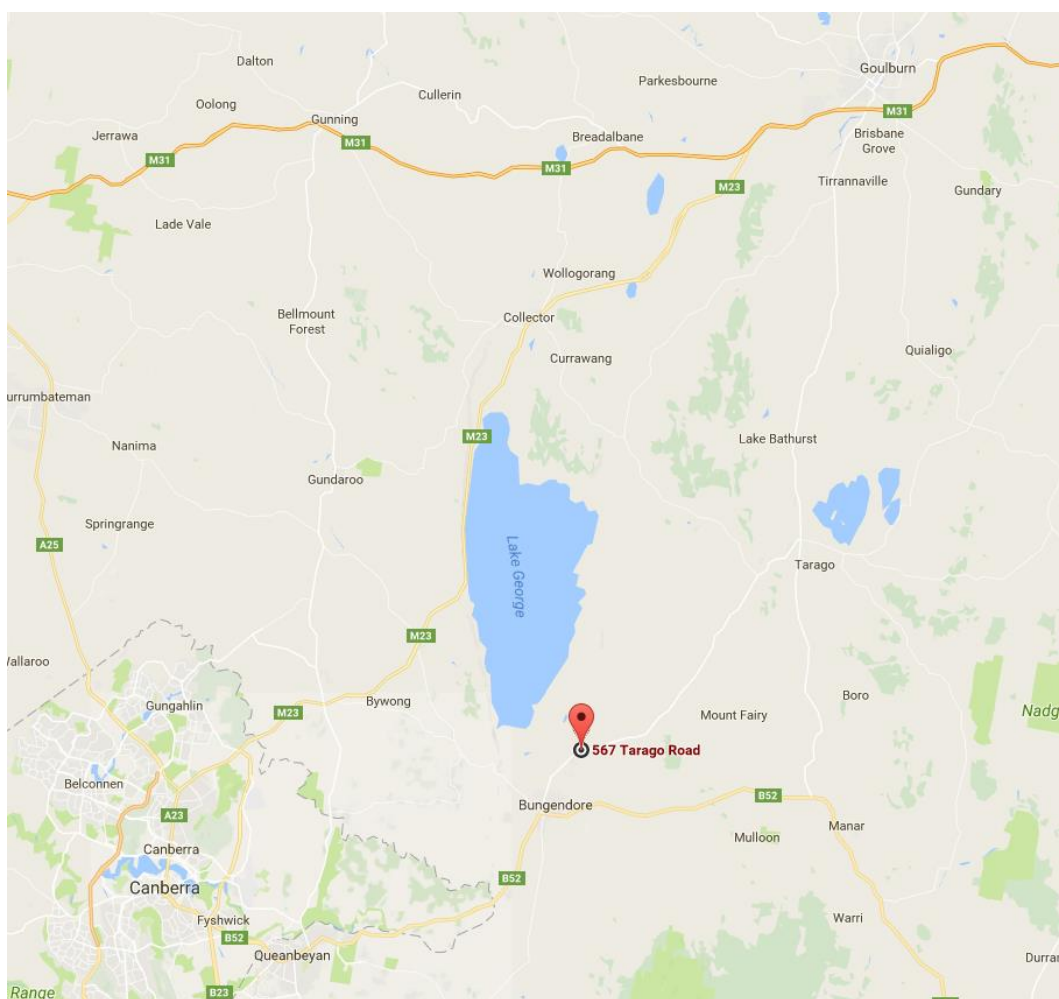 Dalton
Goulburn
Parkesbourne
Cullerin
Oolong
Gunning
M31
Jerrawa
M31
Breadalbane
Brisbane
Grove
M31
M31
Tirrannaville
M23
Gundary
Lade Vale
Wollogorang
Bellmount
Forest
Collector
Currawang
Quialigo
urrumbateman
M23
Lake Bathurst
Nanima
Gundaroo
Springrange
A25
Lake George
Tarago
M23
Wallaroo
Boro
Gungahlin
Bywong
M23
Mount Fairy
Nadg
567 Tarago Road
Belconnen
B52
Bungendore
A23
Manar
Mulloon
Canberra
B52
Canberra
Fyshwick
Warri
B52
Queanbeyan
Durran
Range
B23
B52